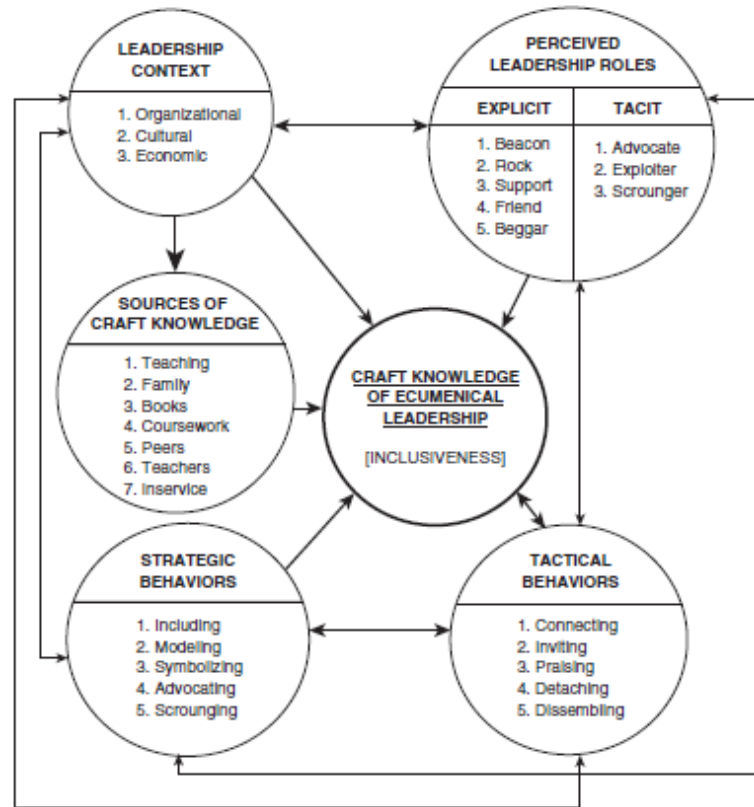 LEADERSHIP
CONTEXT
1. Organizational
2. Cultural
3. Economic
PERCEIVED
LEADERSHIP ROLES
EXPLICIT
1. Beacon
2. Rock
3. Support
4. Friend
5. Beggar
TACIT
1. Advocate
2. Exploiter
3. Scrounger
SOURCES OF
CRAFT KNOWLEDGE
1. Teaching
2. Family
3. Books
4. Coursework
5. Peers
6. Teachers
7. Inservice
CRAFT KNOWLEDGE
OF ECUMENICAL
LEADERSHIP
[INCLUSIVENESS]
STRATEGIC
BEHAVIORS
1. Including
2. Modeling
3. Symbolizing
4. Advocating
5. Scrounging
TACTICAL
BEHAVIORS
1. Connecting
2. Inviting
3. Praising
4. Detaching
5. Dissembling